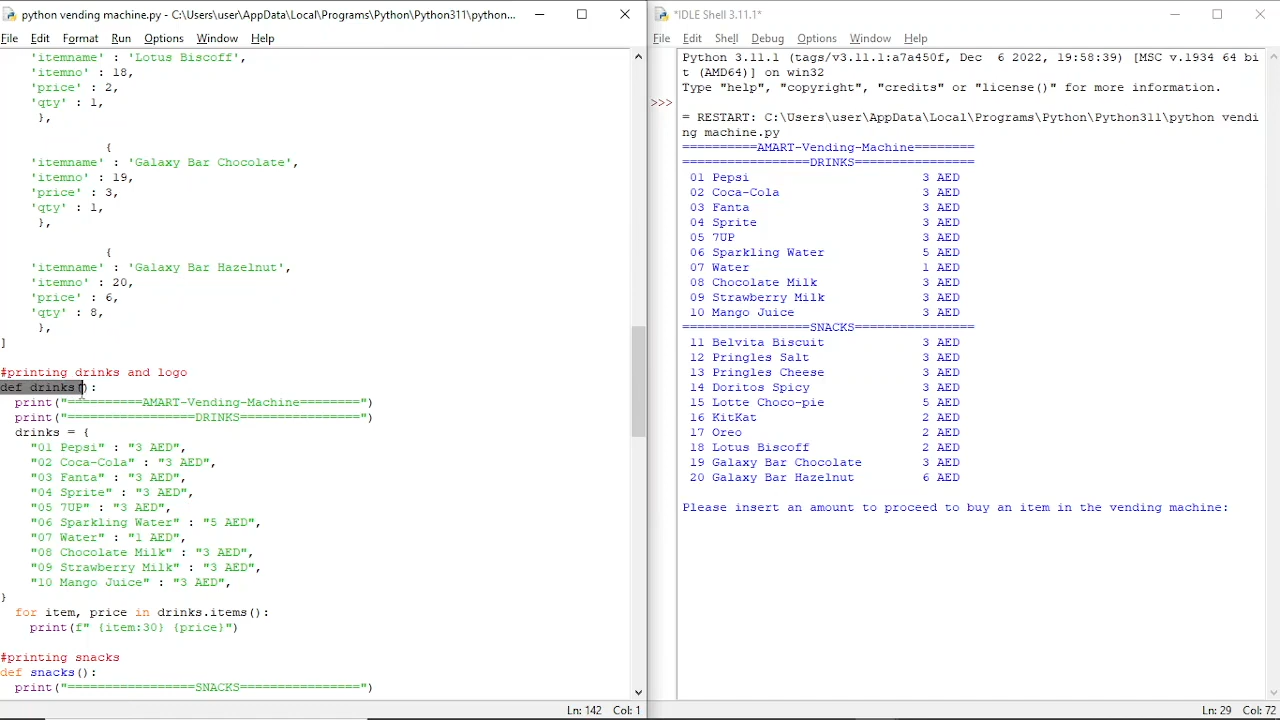 python vending machine.py - C:\Users\user\AppData\Local\Programs\Python\Python311\python...
File Edit Format Run Options Window Help
'itemname' : 'Lotus Biscoff',
'itemno' : 18,
'price' : 2,
'qty' : 1,
},
{
'itemname' : 'Galaxy Bar Chocolate',
'itemno' : 19,
'price' : 3,
'qty' : 1,
},
{
'itemname' : 'Galaxy Bar Hazelnut',
'itemno' : 20,
'price' : 6,
'qty' : 8,
},
]
#printing drinks and logo
def drinks():
print("==========AMART-Vending-Machine========")
print("=================DRINKS================")
drinks = {
"01 Pepsi" : "3 AED",
"02 Coca-Cola" : "3 AED",
"03 Fanta" : "3 AED",
"04 Sprite" : "3 AED",
"05 7UP" : "3 AED",
"06 Sparkling Water" : "5 AED",
"07 Water" : "1 AED",
"08 Chocolate Milk" : "3 AED",
"09 Strawberry Milk" : "3 AED",
"10 Mango Juice" : "3 AED",
}
for item, price in drinks.items():
print(f" {item:30} {price}")
#printing snacks
def snacks():
print("=================SNACKS================")
Ln: 142 Col: 1
*IDLE Shell 3.11.1*
File Edit Shell Debug Options Window Help
Python 3.11.1 (tags/v3.11.1:a7a450f, Dec 6 2022, 19:58:39) [MSC v.1934 64 bi
t (AMD64)] on win32
Type "help", "copyright", "credits" or "license()" for more information.
>>>
= RESTART: C:\Users\user\AppData\Local\Programs\Python\Python311\python vendi
ng machine.py
==========AMART-Vending-Machine========
=================DRINKS================
01 Pepsi 3 AED
02 Coca-Cola 3 AED
03 Fanta 3 AED
04 Sprite 3 AED
05 7UP 3 AED
06 Sparkling Water 5 AED
07 Water 1 AED
08 Chocolate Milk 3 AED
09 Strawberry Milk 3 AED
10 Mango Juice 3 AED
=================SNACKS================
11 Belvita Biscuit 3 AED
12 Pringles Salt 3 AED
13 Pringles Cheese 3 AED
14 Doritos Spicy 3 AED
15 Lotte Choco-pie 5 AED
16 KitKat 2 AED
17 Oreo 2 AED
18 Lotus Biscoff 2 AED
19 Galaxy Bar Chocolate 3 AED
20 Galaxy Bar Hazelnut 6 AED
Please insert an amount to proceed to buy an item in the vending machine:
Ln: 29 Col: 72